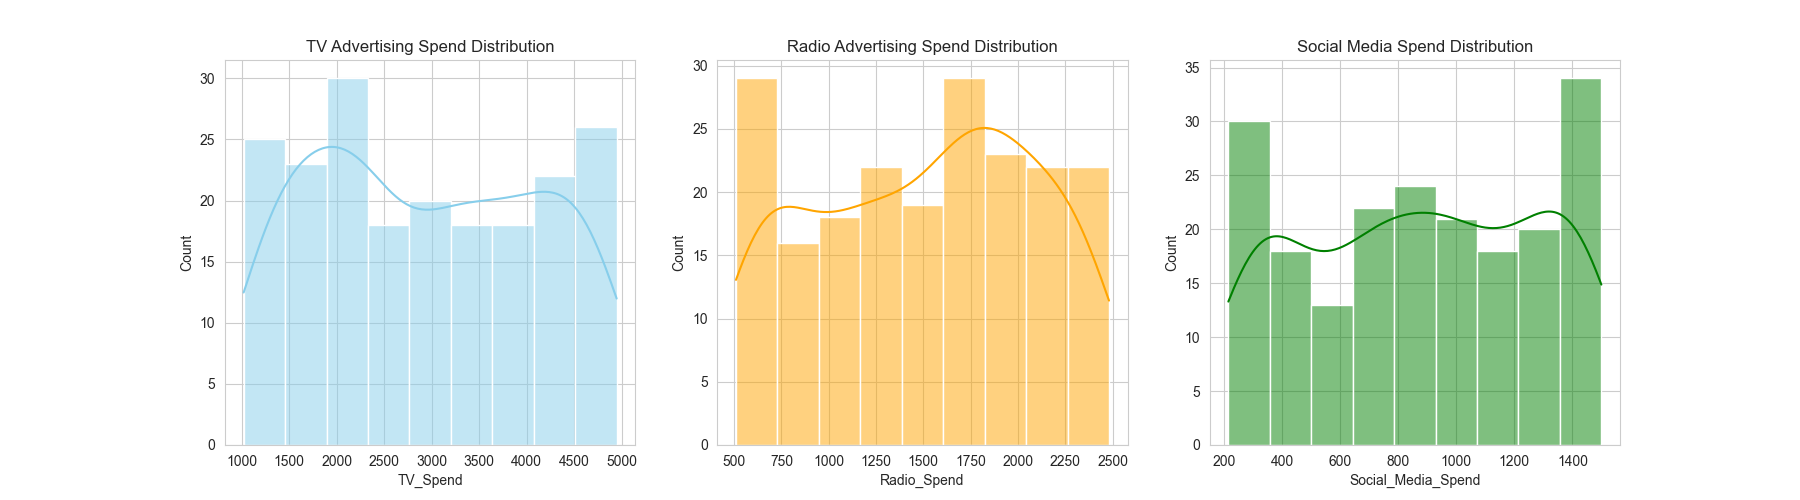 TV Advertising Spend Distribution
30
25
20
15
10
5
0
Count
1000 1500 2000 2500 3000 3500 4000 4500 5000
TV_Spend
Radio Advertising Spend Distribution
30
25
20
15
10
5
0
Count
500 750 1000 1250 1500 1750 2000 2250 2500
Radio_Spend
Social Media Spend Distribution
35
30
25
20
15
10
5
0
Count
200 400 600 800 1000 1200 1400
Social_Media_Spend